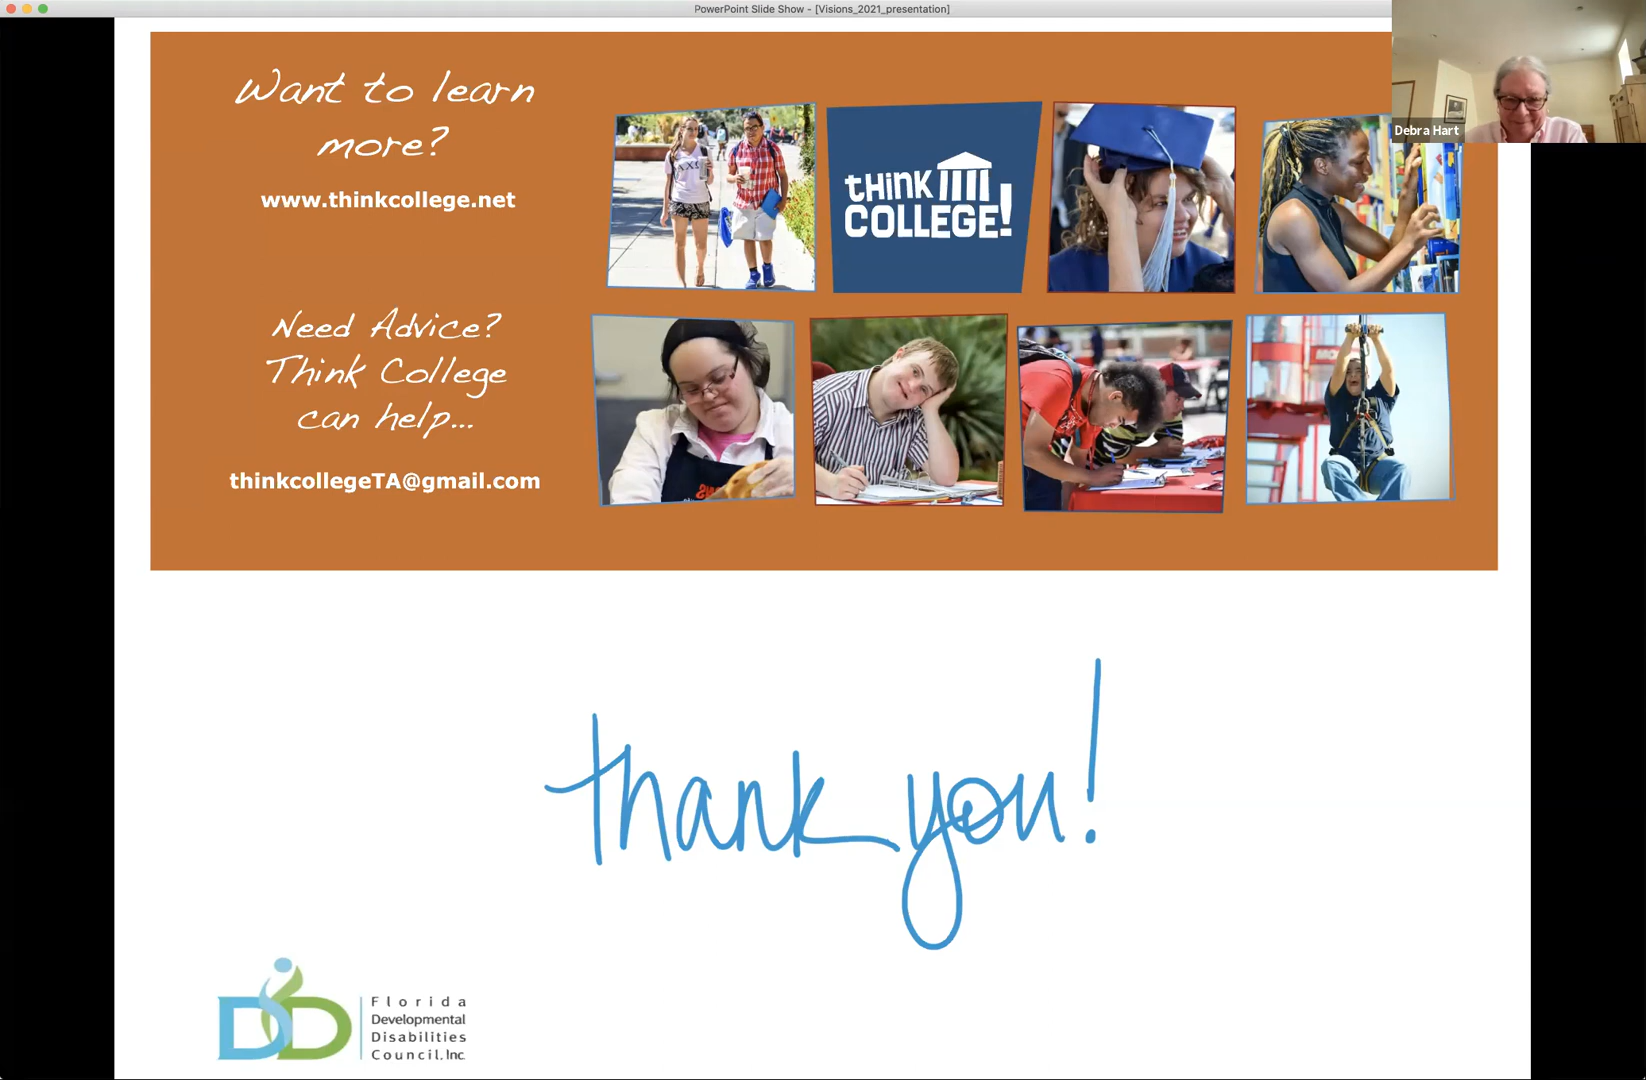 PowerPoint Slide Show - [Visions_2021_presentation]
Want to learn
more?
www.thinkcollege.net
Need Advice?
Think College
can help...
thinkcollegeTA@gmail.com
tHiNK
COLLEGE!
Debra Hart
thank you!
DD
Florida
Developmental
Disabilities
Council, Inc.